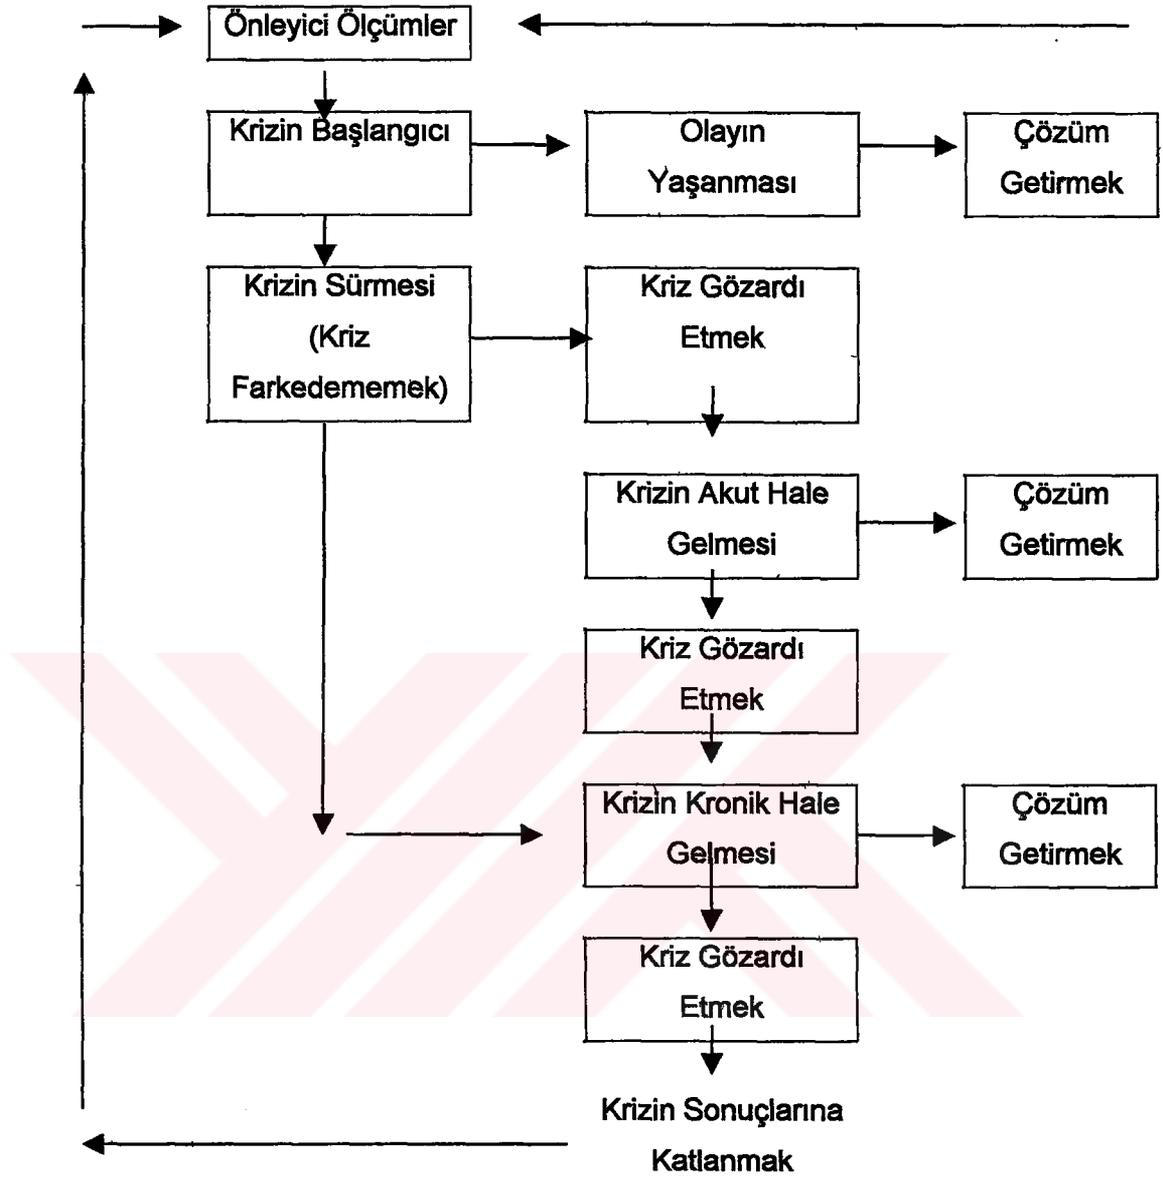 Önleyici Ölçümler
Krizin Başlangıcı
Olayın
Yaşanması
Çözüm
Getirmek
Krizin Sürmesi
(Kriz
Farkedememek)
Kriz Gözardı
Etmek
Krizin Akut Hale
Gelmesi
Çözüm
Getirmek
Kriz Gözardı
Etmek
Krizin Kronik Hale
Gelmesi
Çözüm
Getirmek
Kriz Gözardı
Etmek
Krizin Sonuçlarına
Katlanmak